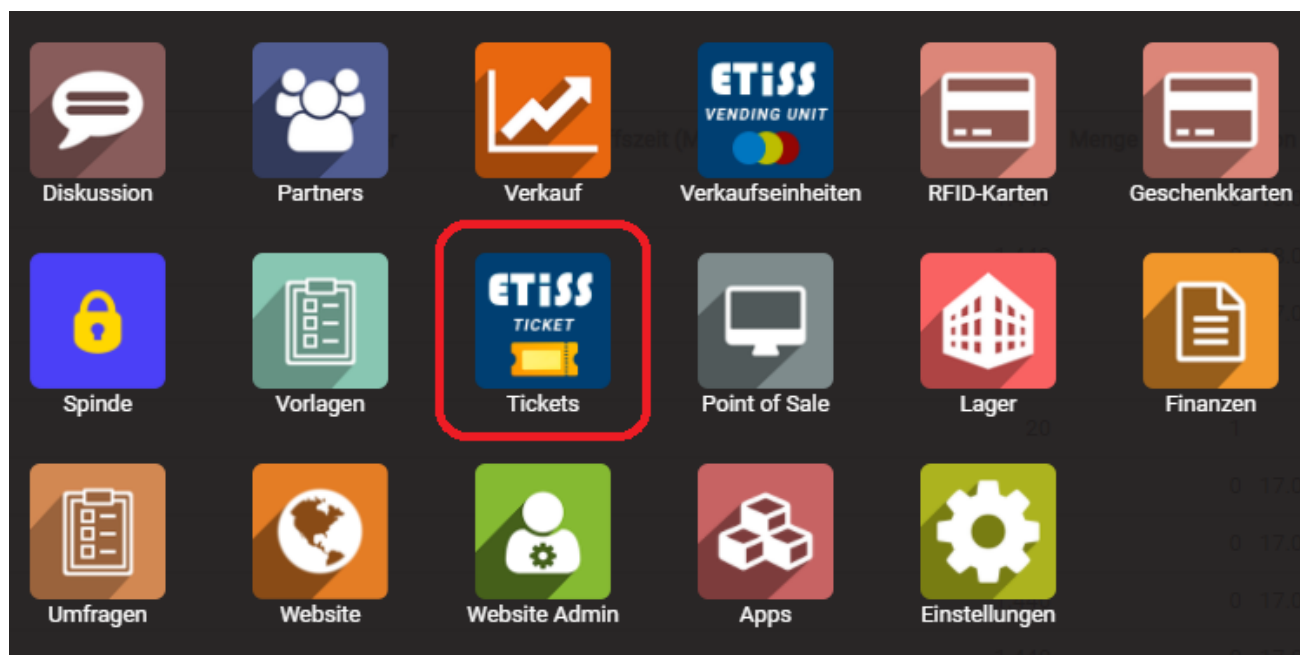 ETiSS
VENDING UNIT
Diskussion
Partners
Verkauf
Verkaufseinheiten
RFID-Karten
Geschenkkarten
ETiSS
TICKET
Spinde
Vorlagen
Tickets
Point of Sale
Lager
Finanzen
Umfragen
Website
Website Admin
Apps
Einstellungen